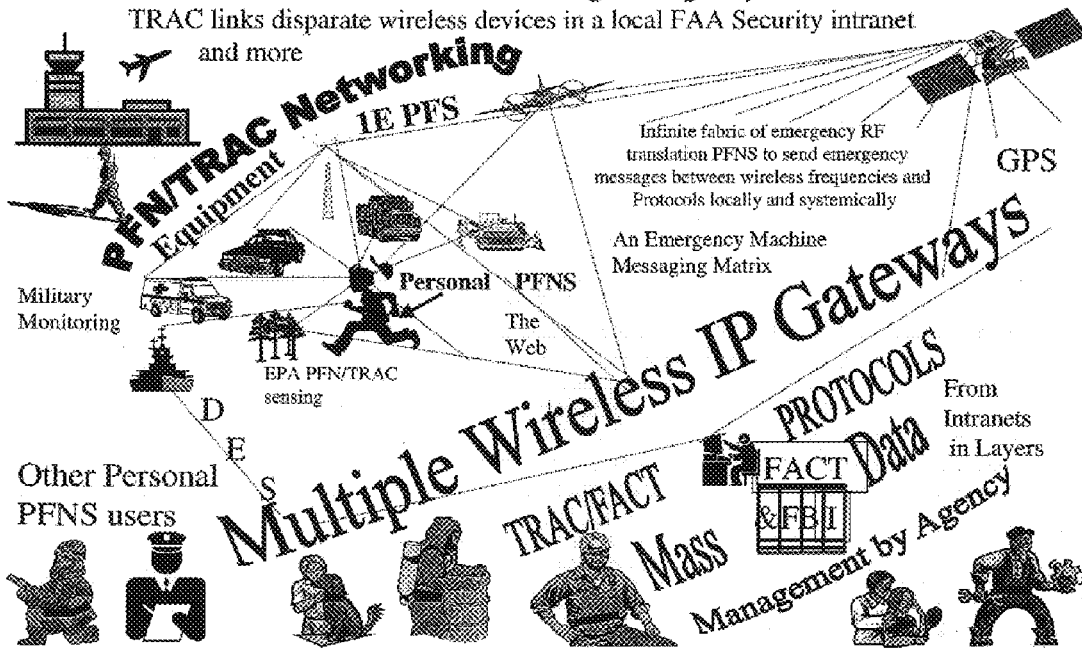 TRAC links disparate wireless devices in a local FAA Security intranet
and more
PFN/TRAC Networking
1E PFS
Equipment
Infinite fabric of emergency RF
translation PFNS to send emergency
messages between wireless frequencies and
Protocols locally and systemically
GPS
An Emergency Machine
Messaging Matrix
Personal PFNS
Military
Monitoring
The
Web
EPA PFN/TRAC
sensing
Multiple Wireless IP Gateways
D
E
S
PROTOCOLS
From
Intranets
in Layers
Other Personal
PFNS users
TRAC/FACT
FACT
& FBI
Mass Data
Management by Agency